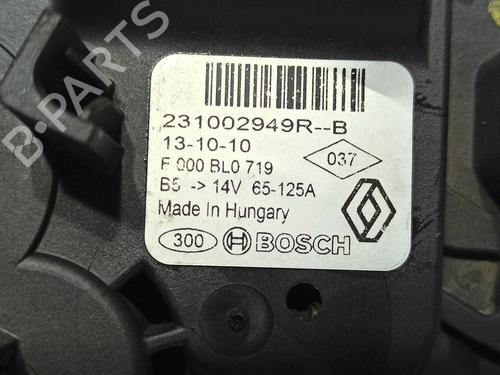 B-PARTS
231002949R--B
13-10-10
037
F 000 BL0 719
B5 -> 14V 65-125A
Made In Hungary
300 BOSCH